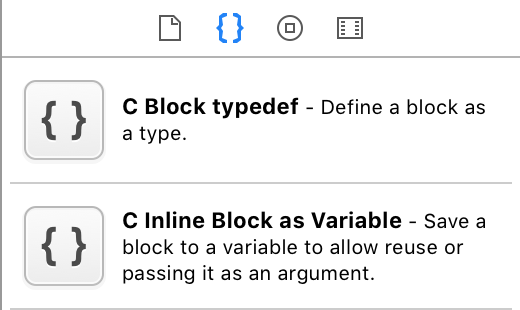 { }
{ } C Block typedef - Define a block as
a type.
{ } C Inline Block as Variable - Save a
block to a variable to allow reuse or
passing it as an argument.